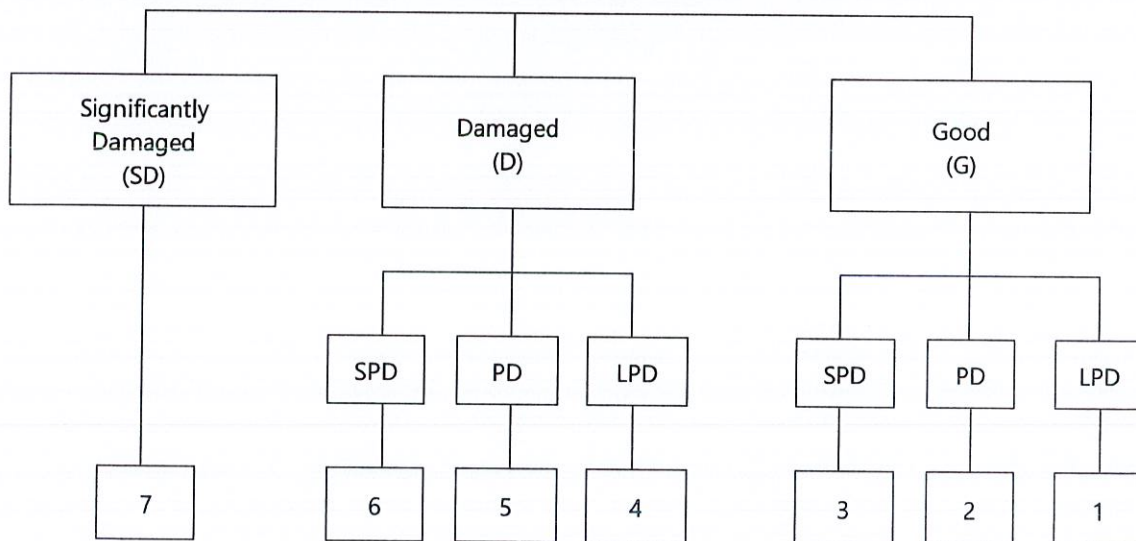 Significantly
Damaged
(SD)
Damaged
(D)
Good
(G)
SPD
PD
LPD
SPD
PD
LPD
7
6
5
4
3
2
1